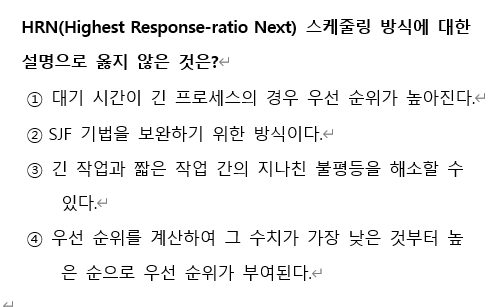 HRN(Highest Response-ratio Next) 스케줄링 방식에 대한
설명으로 옳지 않은 것은?↵
① 대기 시간이 긴 프로세스의 경우 우선 순위가 높아진다.↵
② SJF 기법을 보완하기 위한 방식이다.↵
③ 긴 작업과 짧은 작업 간의 지나친 불평등을 해소할 수
있다.↵
④ 우선 순위를 계산하여 그 수치가 가장 낮은 것부터 높
은 순으로 우선 순위가 부여된다.↵
↵